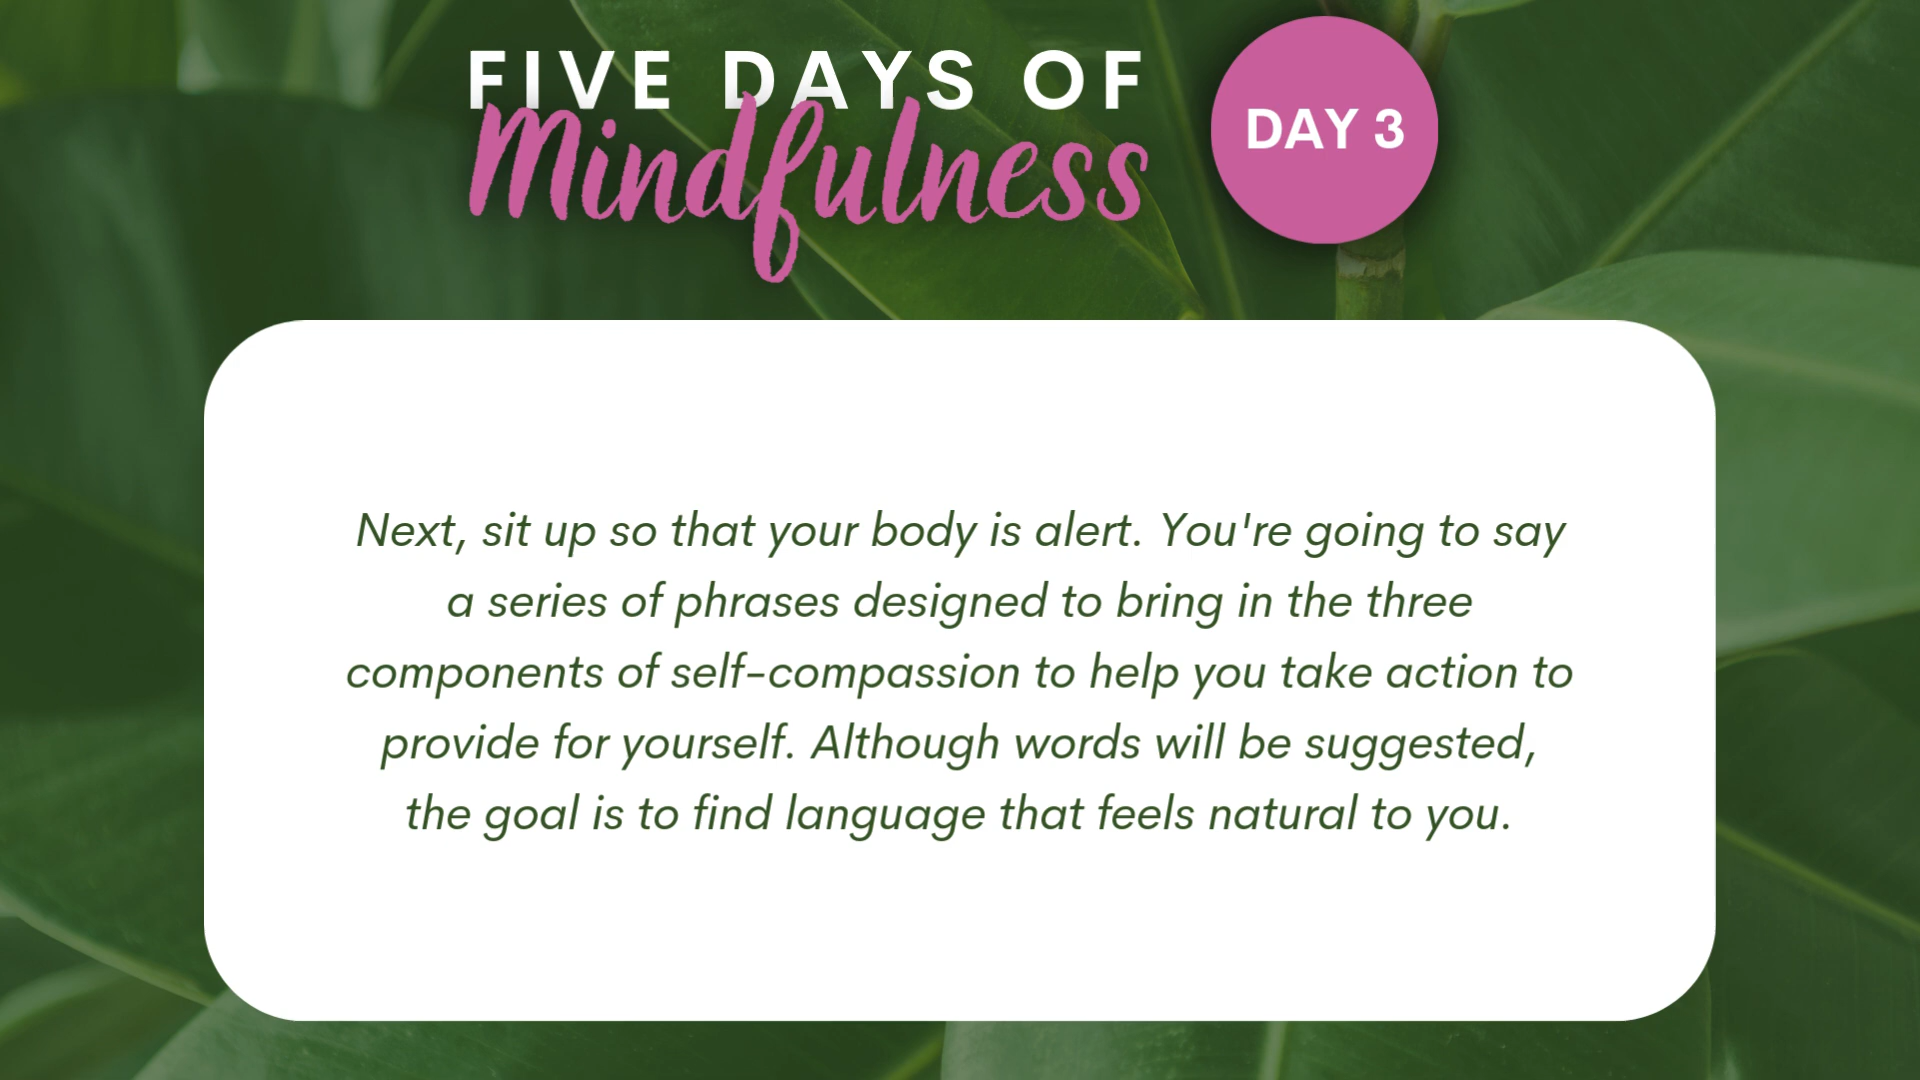 FIVE DAYS OF
Mindfulness
DAY 3
Next, sit up so that your body is alert. You're going to say
a series of phrases designed to bring in the three
components of self-compassion to help you take action to
provide for yourself. Although words will be suggested,
the goal is to find language that feels natural to you.